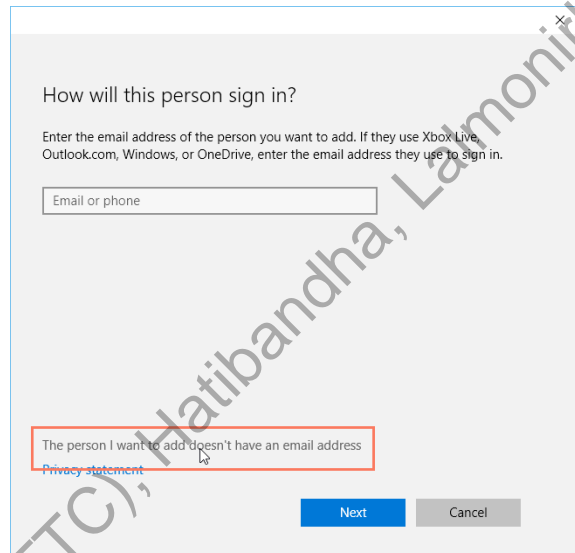 How will this person sign in?
Enter the email address of the person you want to add. If they use Xbox Live,
Outlook.com, Windows, or OneDrive, enter the email address they use to sign in.
Email or phone
The person I want to add doesn't have an email address
Privacy statement
Next
Cancel
TTC), Hatibandha, Lalmonir